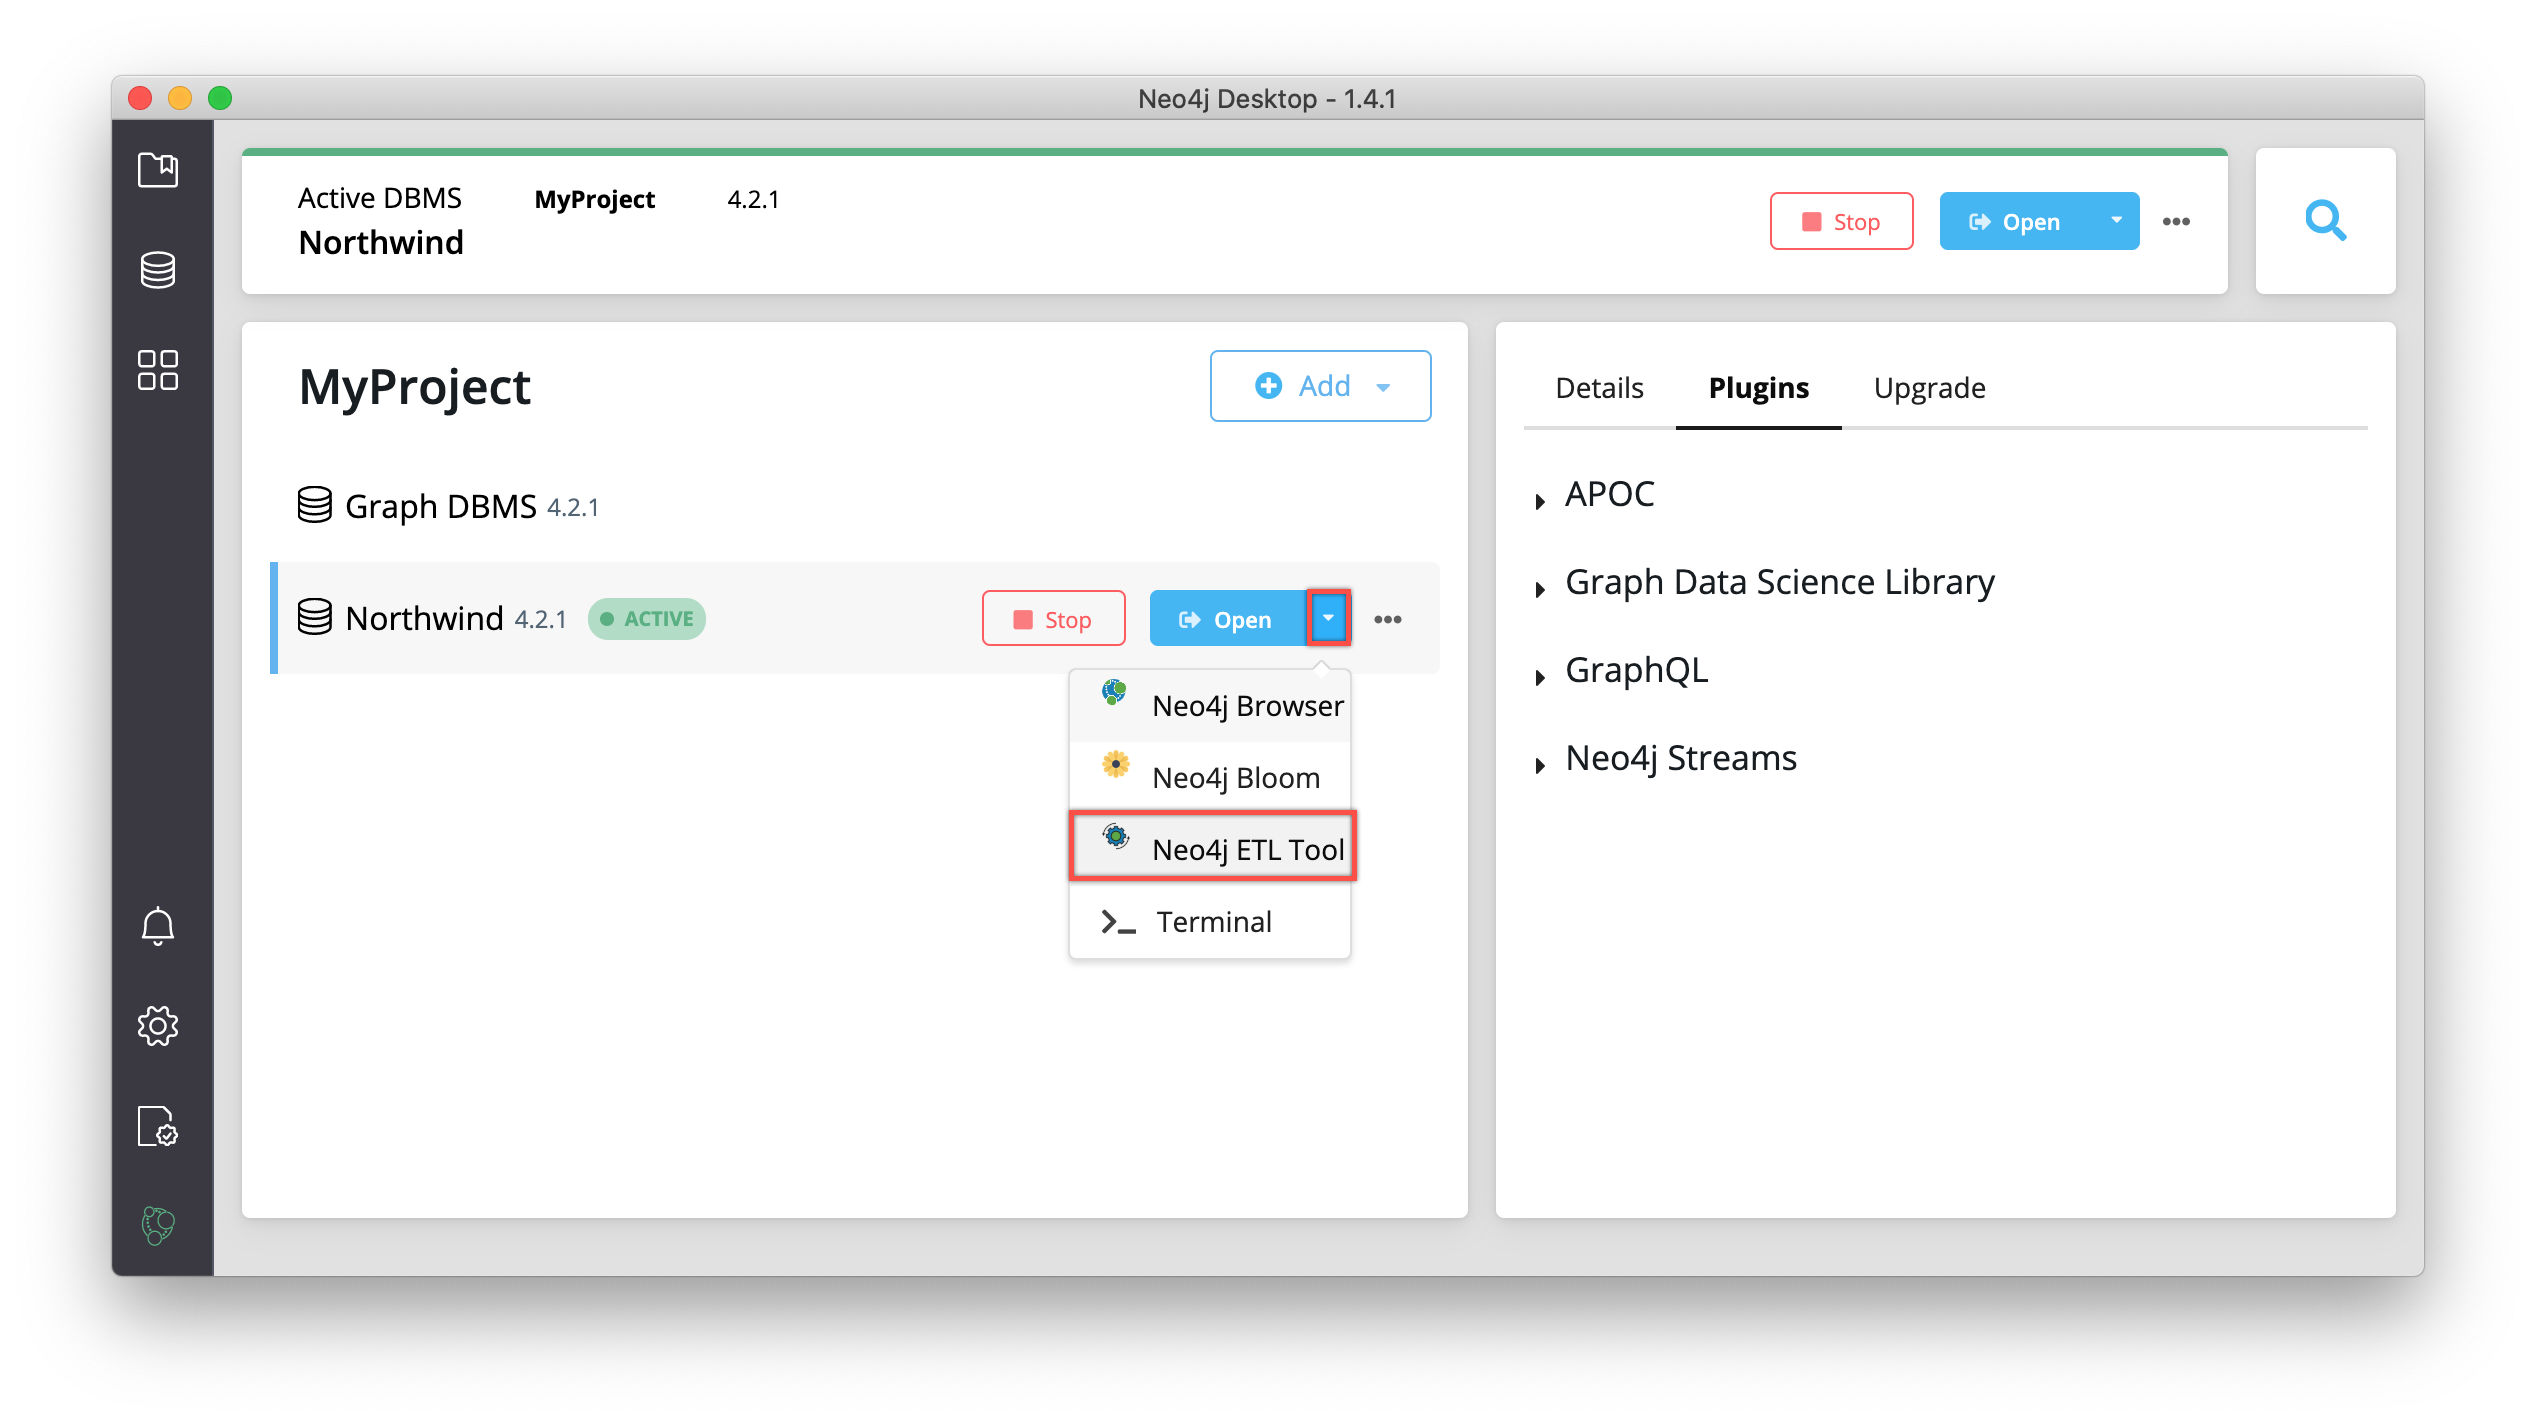 Neo4j Desktop - 1.4.1
Active DBMS
MyProject
4.2.1
Northwind
Stop
Open
MyProject
Add
Graph DBMS 4.2.1
Northwind 4.2.1 ACTIVE
Stop
Open
Neo4j Browser
Neo4j Bloom
Neo4j ETL Tool
Terminal
Details
Plugins
Upgrade
APOC
Graph Data Science Library
GraphQL
Neo4j Streams